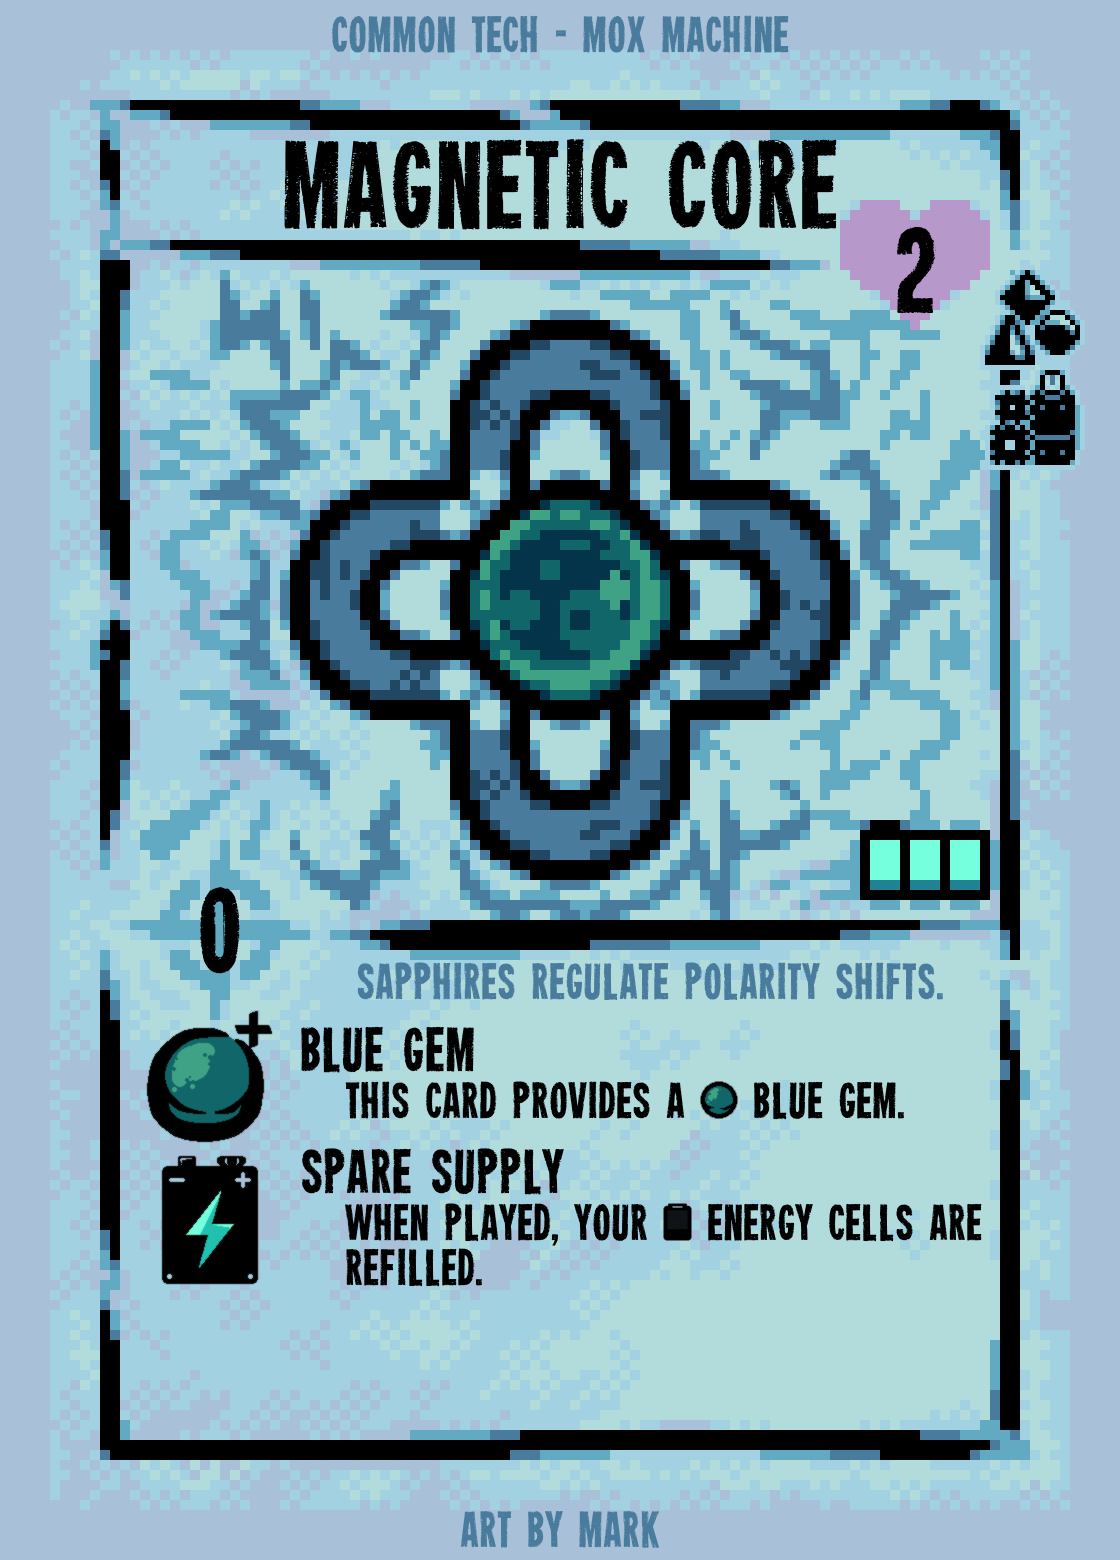 COMMON TECH - MOX MACHINE
MAGNETIC CORE
2
0
SAPPHIRES REGULATE POLARITY SHIFTS.
BLUE GEM
THIS CARD PROVIDES A BLUE GEM.
SPARE SUPPLY
WHEN PLAYED, YOUR ENERGY CELLS ARE
REFILLED.
ART BY MARK